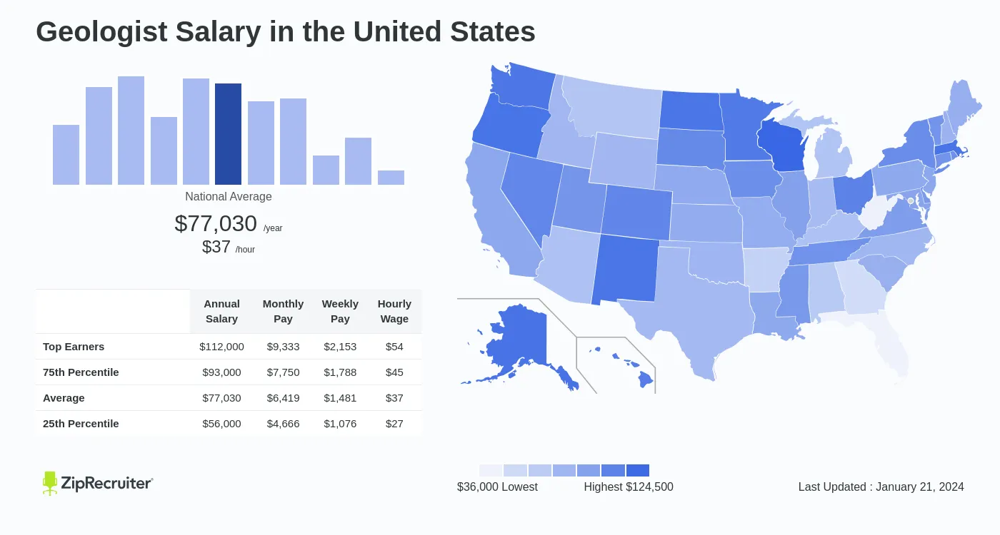 Geologist Salary in the United States
National Average
$77,030 /year
$37 /hour
Annual Salary Monthly Pay Weekly Pay Hourly Wage
Top Earners $112,000 $9,333 $2,153 $54
75th Percentile $93,000 $7,750 $1,788 $45
Average $77,030 $6,419 $1,481 $37
25th Percentile $56,000 $4,666 $1,076 $27
ZipRecruiter®
$36,000 Lowest Highest $124,500
Last Updated : January 21, 2024